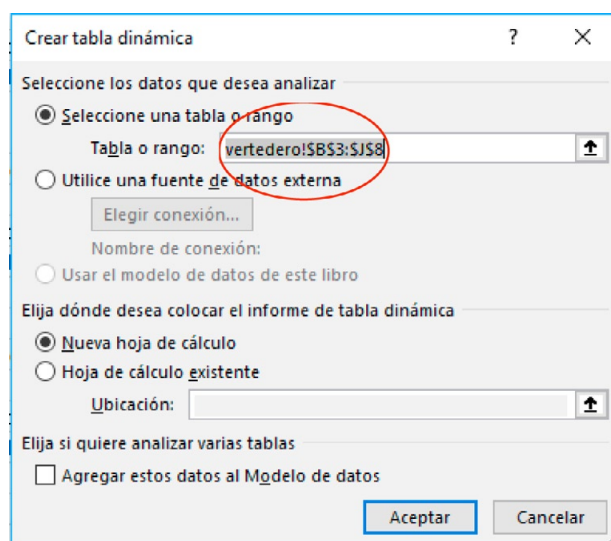 Crear tabla dinámica
?
Seleccione los datos que desea analizar
Seleccione una tabla o rango
Tabla o rango: vertedero!$B$3:$J$8
Utilice una fuente de datos externa
Elegir conexión...
Nombre de conexión:
Usar el modelo de datos de este libro
Elija dónde desea colocar el informe de tabla dinámica
Nueva hoja de cálculo
Hoja de cálculo existente
Ubicación:
Elija si quiere analizar varias tablas
Agregar estos datos al Modelo de datos
Aceptar Cancelar